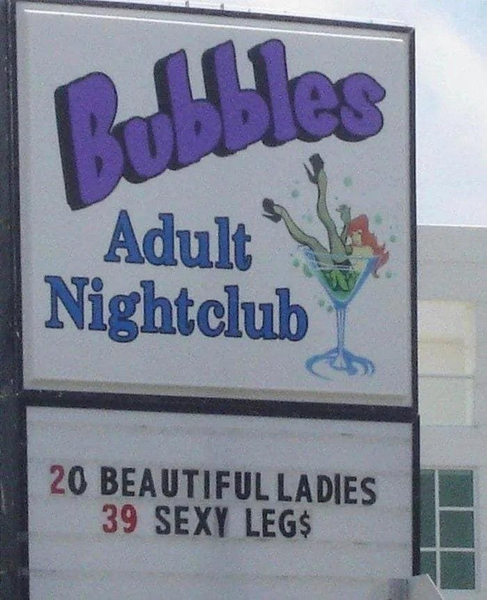 Bubbles
Adult
Nightclub
20 BEAUTIFUL LADIES
39 SEXY LEG$